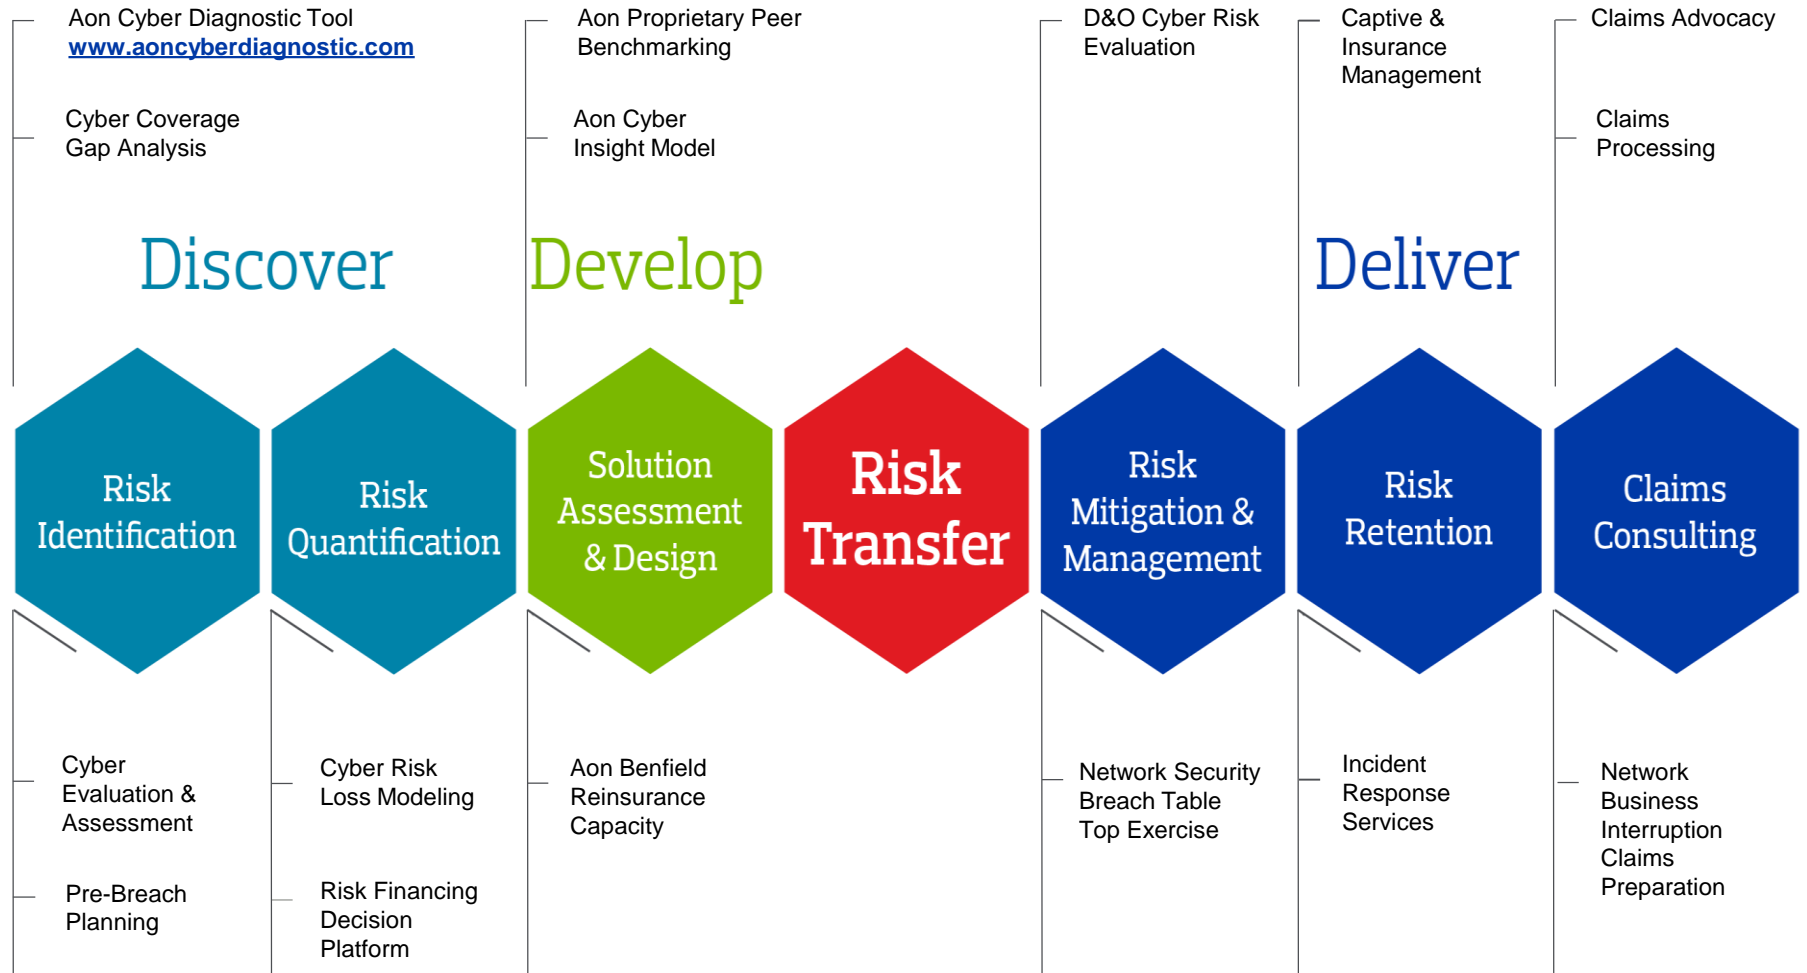 Aon Cyber Diagnostic Tool
www.aoncyberdiagnostic.com
Cyber Coverage
Gap Analysis
Aon Proprietary Peer
Benchmarking
Aon Cyber
Insight Model
D&O Cyber Risk
Evaluation
Captive &
Insurance
Management
Claims Advocacy
Claims
Processing
Discover
Develop
Deliver
Risk
Identification
Risk
Quantification
Solution
Assessment
& Design
Risk
Transfer
Risk
Mitigation &
Management
Risk
Retention
Claims
Consulting
Cyber
Evaluation &
Assessment
Pre-Breach
Planning
Cyber Risk
Loss Modeling
Risk Financing
Decision
Platform
Aon Benfield
Reinsurance
Capacity
Network Security
Breach Table
Top Exercise
Incident
Response
Services
Network
Business
Interruption
Claims
Preparation